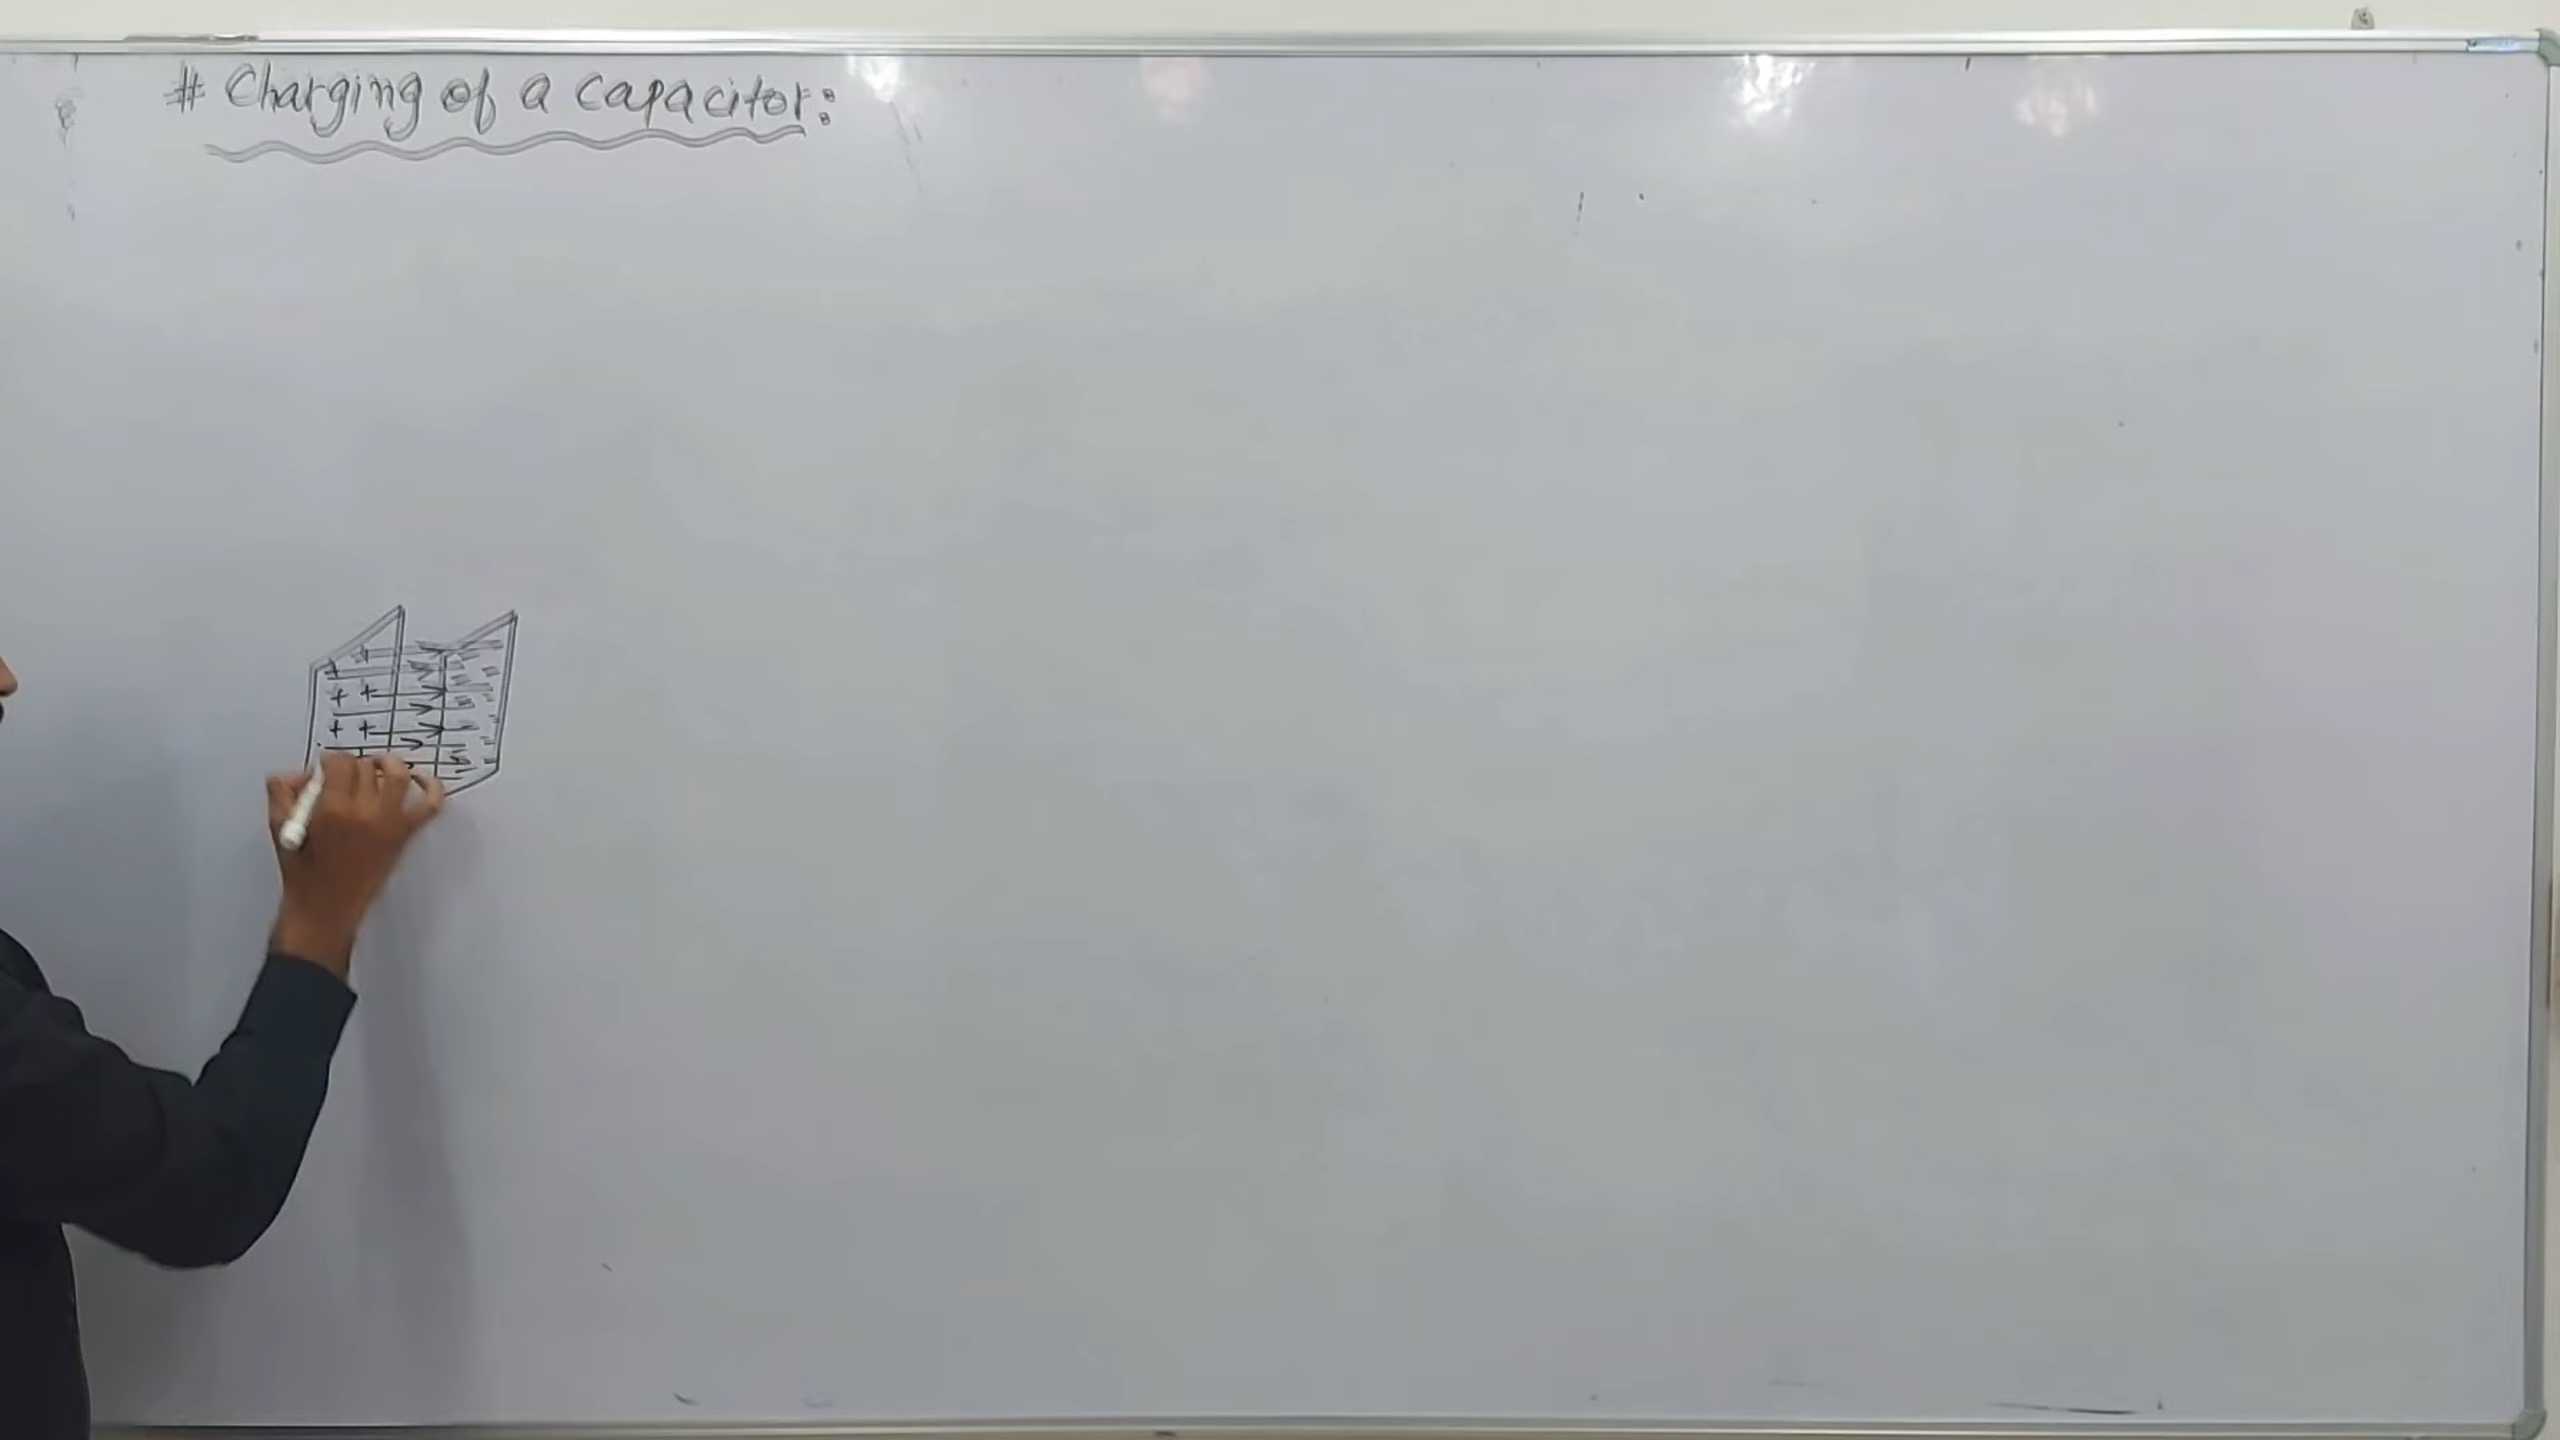 # Charging of a capacitor:
+ +
+ +
+ +